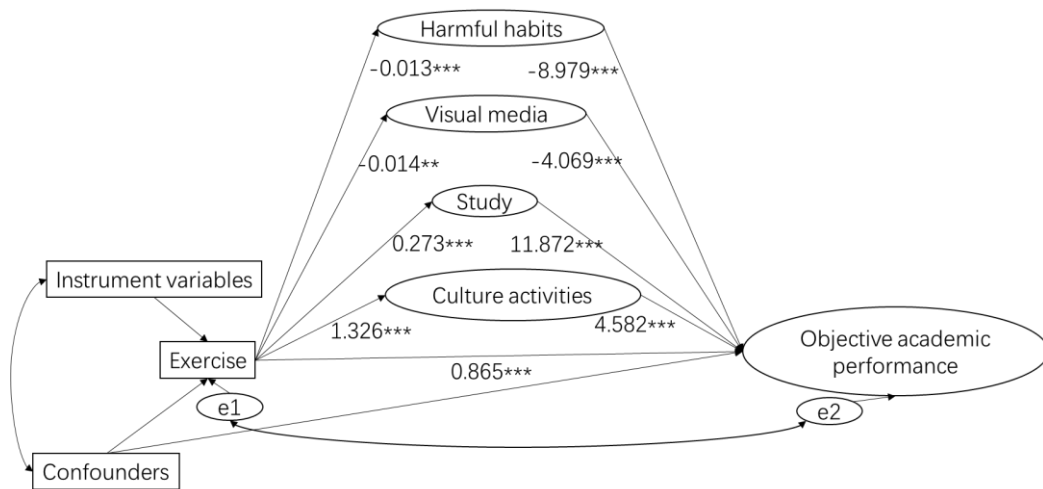 Harmful habits
-0.013***
-8.979***
Visual media
-0.014**
-4.069***
Study
0.273***
11.872***
Instrument variables
Culture activities
1.326***
4.582***
Exercise
Objective academic
performance
0.865***
e1
e2
Confounders